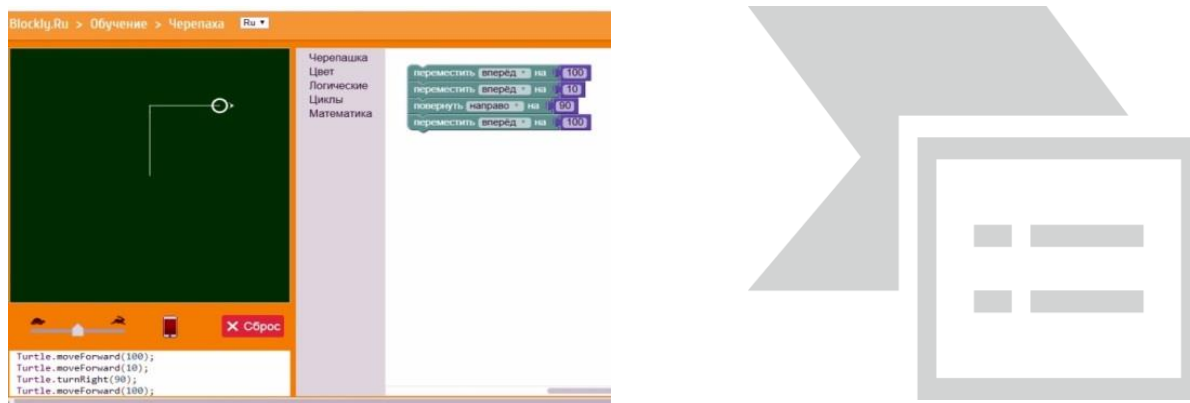 Blockly.Ru > Обучение > Черепаха Ru
Черепашка
Цвет
Логические
Циклы
Математика
переместить вперёд на 100
переместить вперёд на 10
повернуть направо на 90
переместить вперёд на 100
Сброс
Turtle.moveForward(100);
Turtle.moveForward(10);
Turtle.turnRight(90);
Turtle.moveForward(100);